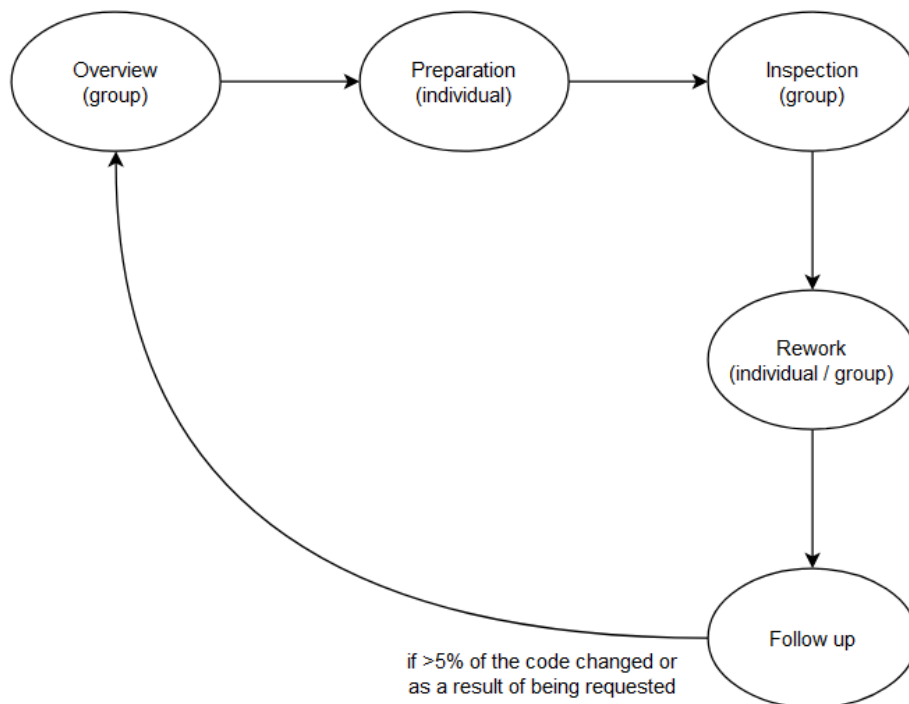 Overview
(group)
Preparation
(individual)
Inspection
(group)
Rework
(individual / group)
Follow up
if >5% of the code changed or
as a result of being requested